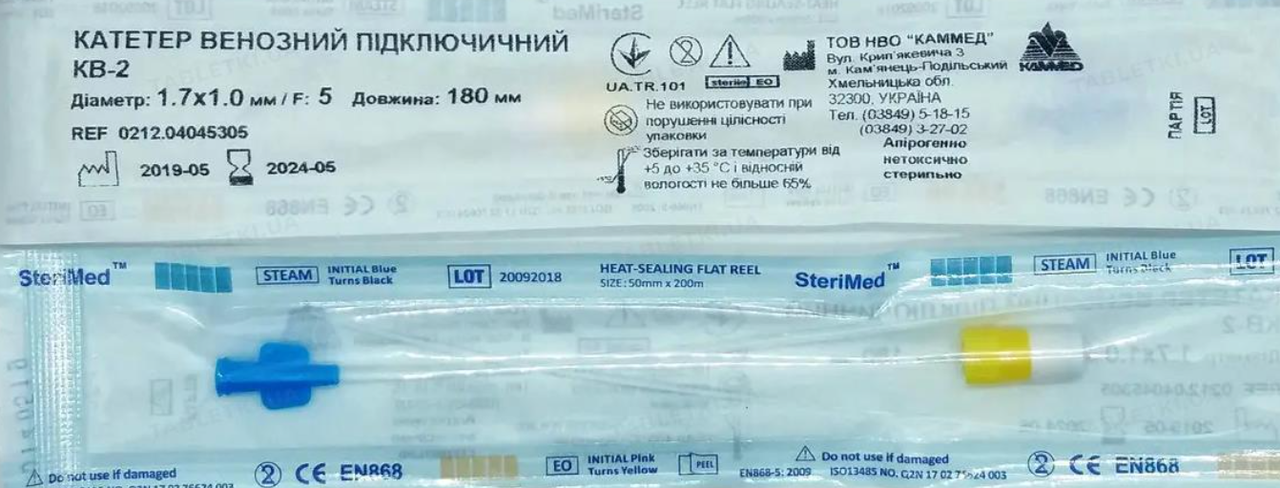 КАТЕТЕР ВЕНОЗНИЙ ПІДКЛЮЧИЧНИЙ
КВ-2
Діаметр: 1.7x1.0 мм / F: 5 Довжина: 180 мм
REF 0212.04045305
2019-05 2024-05
UA.TR.101
sterile EO
Не використовувати при
порушенні цілісності
упаковки
Зберігати за температури від
+5 до +35 °C і відносній
вологості не більше 65%
ТОВ НВО "КАММЕД"
Вул. Крип'якевича 3
м. Кам'янець-Подільський
Хмельницька обл.
32300, УКРАЇНА
Тел. (03849) 5-18-15
(03849) 3-27-02
Апірогенно
нетоксично
стерильно
КАММЕД
ПАРТІЯ
LOT
SteriMed™
STEAM INITIAL Blue
Turns Black
LOT 20092018
HEAT-SEALING FLAT REEL
SIZE: 50mm x 200m
SteriMed™
STEAM INITIAL Blue
Turns Black
LOT
Do not use if damaged
2 CE EN868
EO INITIAL Pink
Turns Yellow
PEEL
EN868-5: 2009
Do not use if damaged
ISO13485 NO.
2 CE EN868